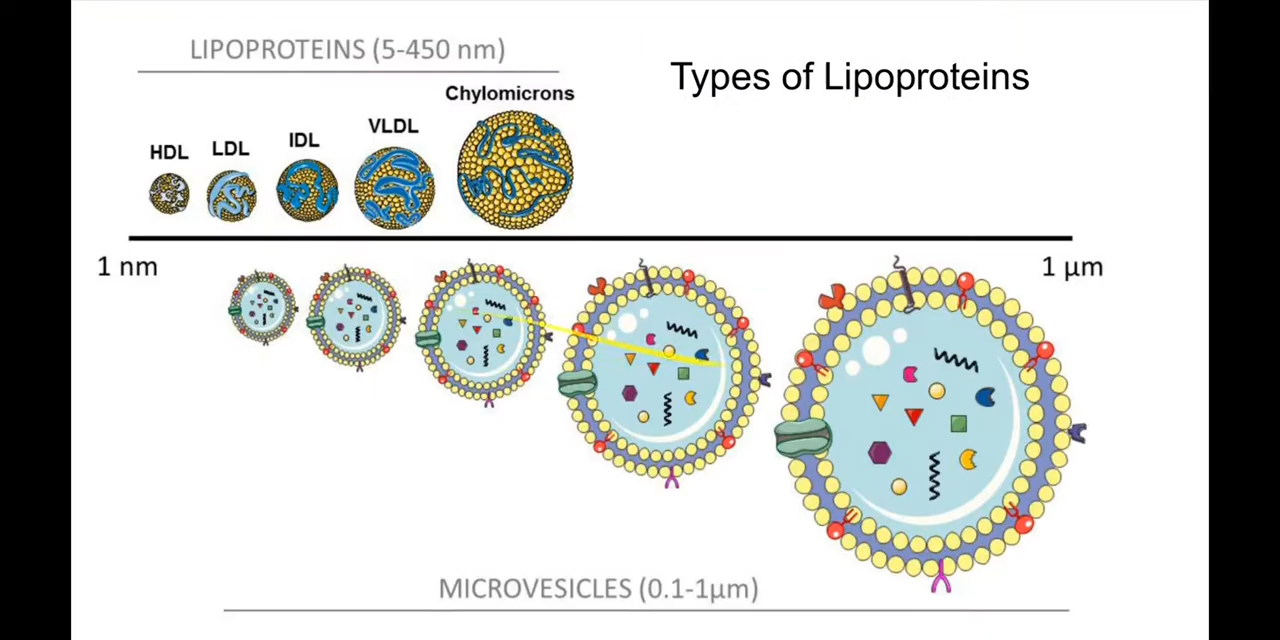 LIPOPROTEINS (5-450 nm)
Types of Lipoproteins
Chylomicrons
VLDL
IDL
LDL
HDL
1 nm
1 µm
MICROVESICLES (0.1-1µm)